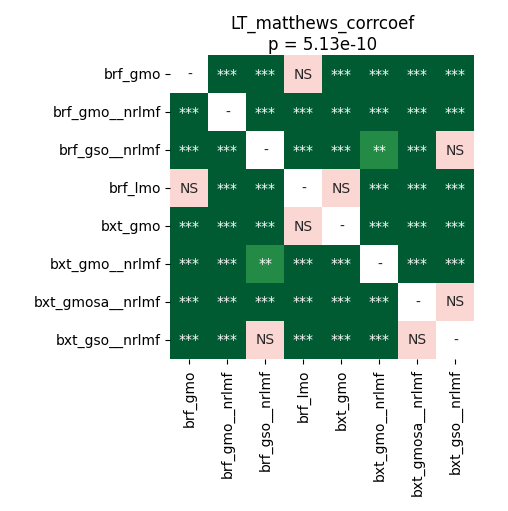 LT_matthews_corrcoef
p = 5.13e-10
brf_gmo - *** *** NS *** *** *** ***
brf_gmo__nrlmf *** - *** *** *** *** *** ***
brf_gso__nrlmf *** *** - *** *** ** *** NS
brf_lmo NS *** *** - NS *** *** ***
bxt_gmo *** *** *** NS - *** *** ***
bxt_gmo__nrlmf *** *** ** *** *** - *** ***
bxt_gmosa__nrlmf *** *** *** *** *** *** - NS
bxt_gso__nrlmf *** *** NS *** *** *** NS -
brf_gmo
brf_gmo__nrlmf
brf_gso__nrlmf
brf_lmo
bxt_gmo
bxt_gmo__nrlmf
bxt_gmosa__nrlmf
bxt_gso__nrlmf